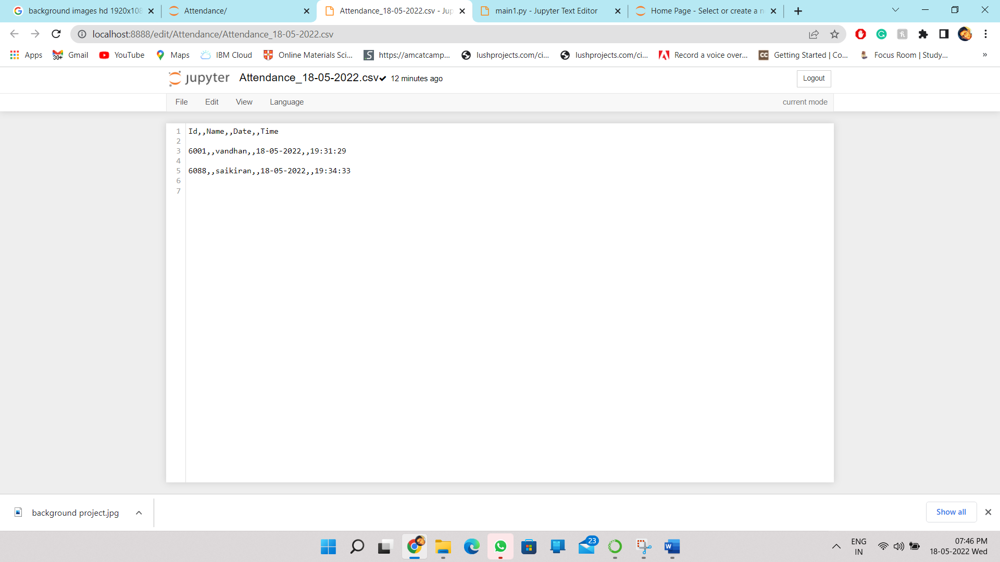 background images hd 1920x108
Attendance/
Attendance_18-05-2022.csv - Jup
main1.py - Jupyter Text Editor
Home Page - Select or create a n
localhost:8888/edit/Attendance/Attendance_18-05-2022.csv
Apps
30+
Gmail
YouTube
Maps
IBM Cloud
Online Materials Sci...
https://amcatcamp...
lushprojects.com/ci...
lushprojects.com/ci...
Record a voice over...
CC
Getting Started | Co...
Focus Room | Study...
»
jupyter
Attendance_18-05-2022.csv
12 minutes ago
Logout
File
Edit
View
Language
current mode
1 Id,,Name,,Date,,Time
2
3 6001,,vandhan,,18-05-2022,,19:31:29
4
5 6088,,saikiran,,18-05-2022,,19:34:33
6
7
background project.jpg
Show all
23
W
ENG
IN
07:46 PM
18-05-2022 Wed